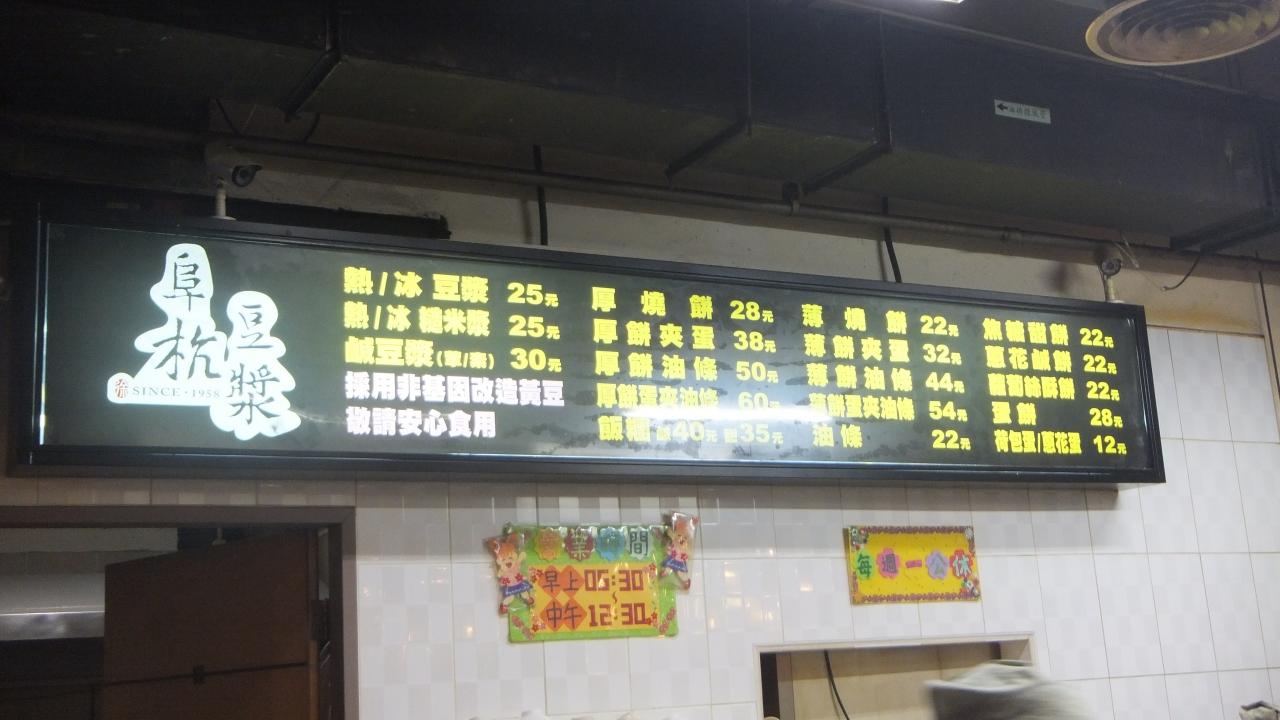 阜杭豆漿
SINCE・1958
熱/冰 豆漿 25元
熱/冰 糙米漿 25元
鹹豆漿(葷/素) 30元
採用非基因改造黃豆
敬請安心食用
厚燒餅 28元
厚餅夾蛋 38元
厚餅油條 50元
厚餅蛋夾油條 60元
飯糰 40元 35元
薄燒餅 22元
薄餅夾蛋 32元
薄餅油條 44元
薄餅蛋夾油條 54元
油條 22元
焦糖甜餅 22元
蔥花鹹餅 22元
蘿蔔絲酥餅 22元
蛋餅 28元
荷包蛋/蔥花蛋 12元
營業時間
早上 05:30
~
中午 12:30
每週一公休